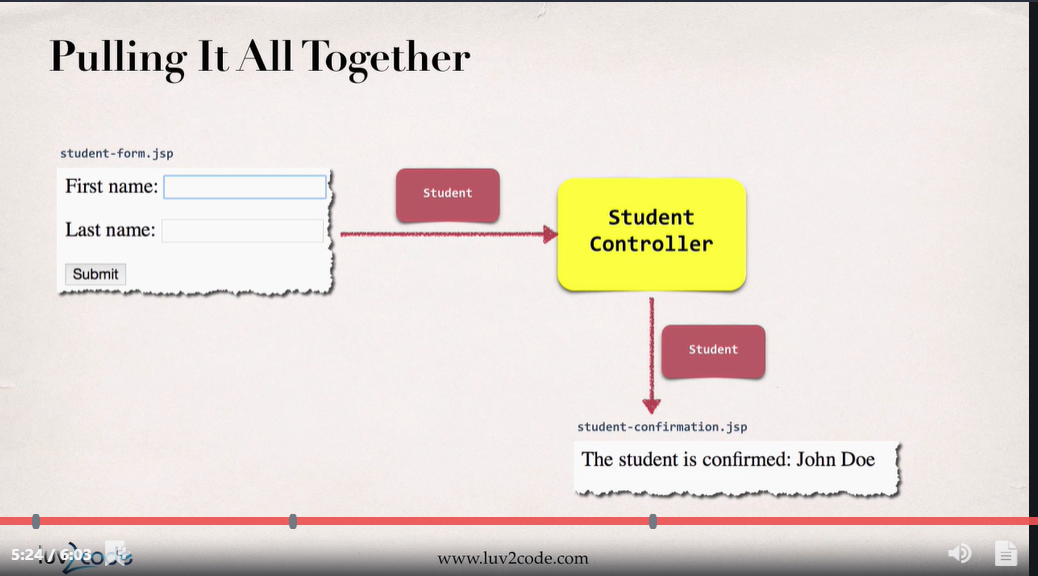 Pulling It All Together
student-form.jsp
First name:
Last name:
Submit
Student
Student
Controller
Student
student-confirmation.jsp
The student is confirmed: John Doe
5:24 / 6:03
luv2code
www.luv2code.com